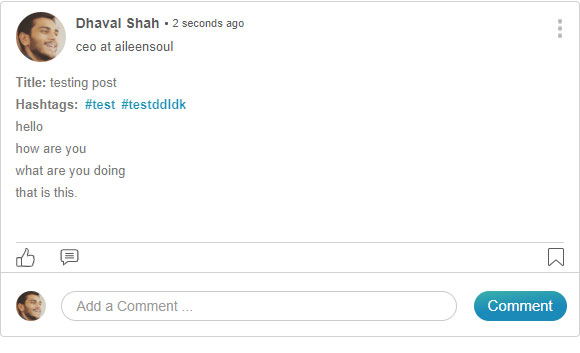 Dhaval Shah • 2 seconds ago
ceo at aileensoul
Title: testing post
Hashtags: #test #testddldk
hello
how are you
what are you doing
that is this.
Add a Comment ...
Comment